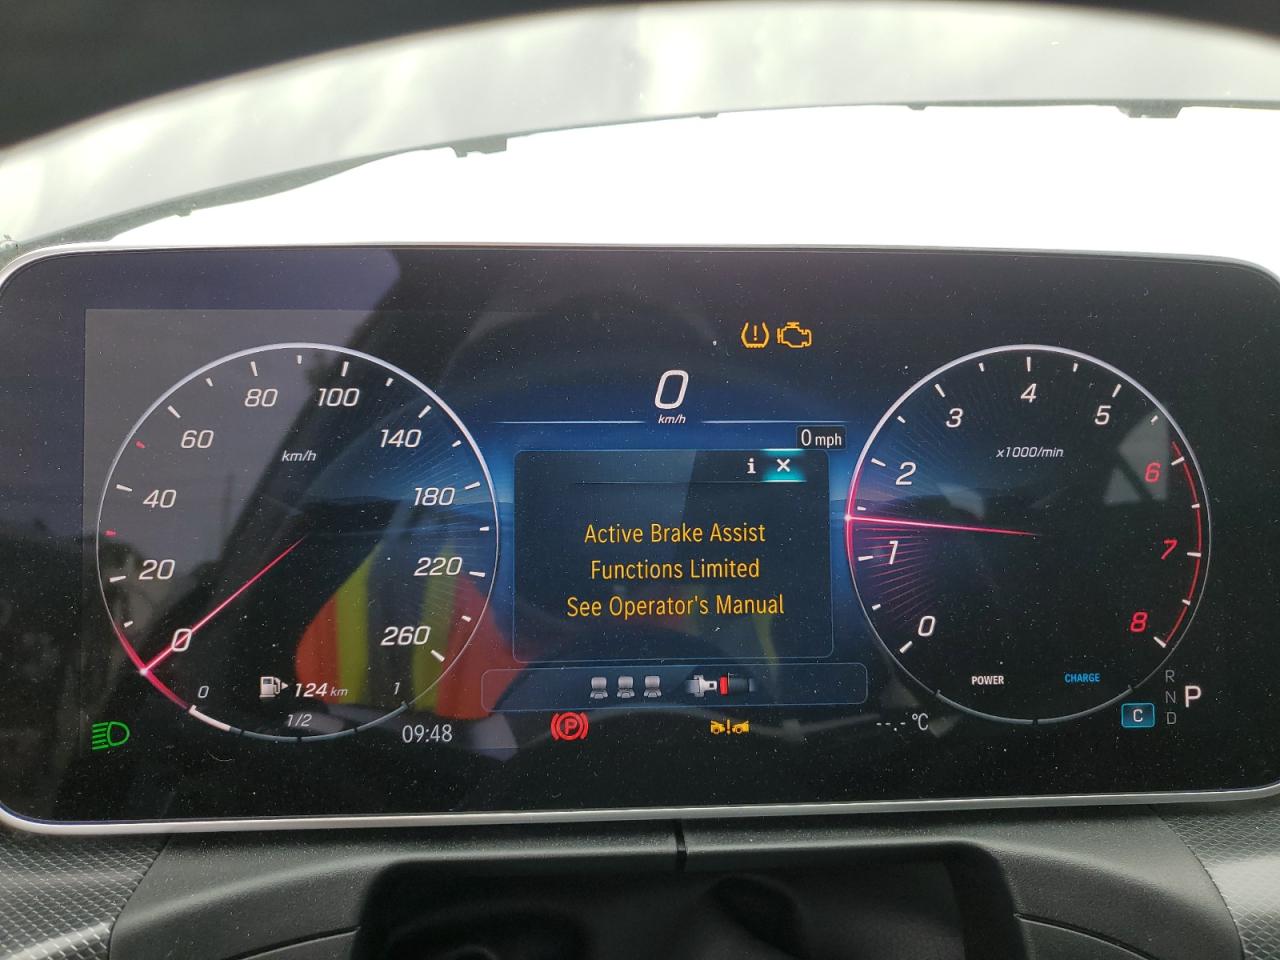 0
km/h
0 mph
i ×
Active Brake Assist
Functions Limited
See Operator's Manual
0
20
40
60
80
100
140
180
220
260
km/h
0
124 km
1/2
1
09:48
P
--.- °C
0
1
2
3
4
5
6
7
8
x1000/min
POWER
CHARGE
C
R
N
D
P